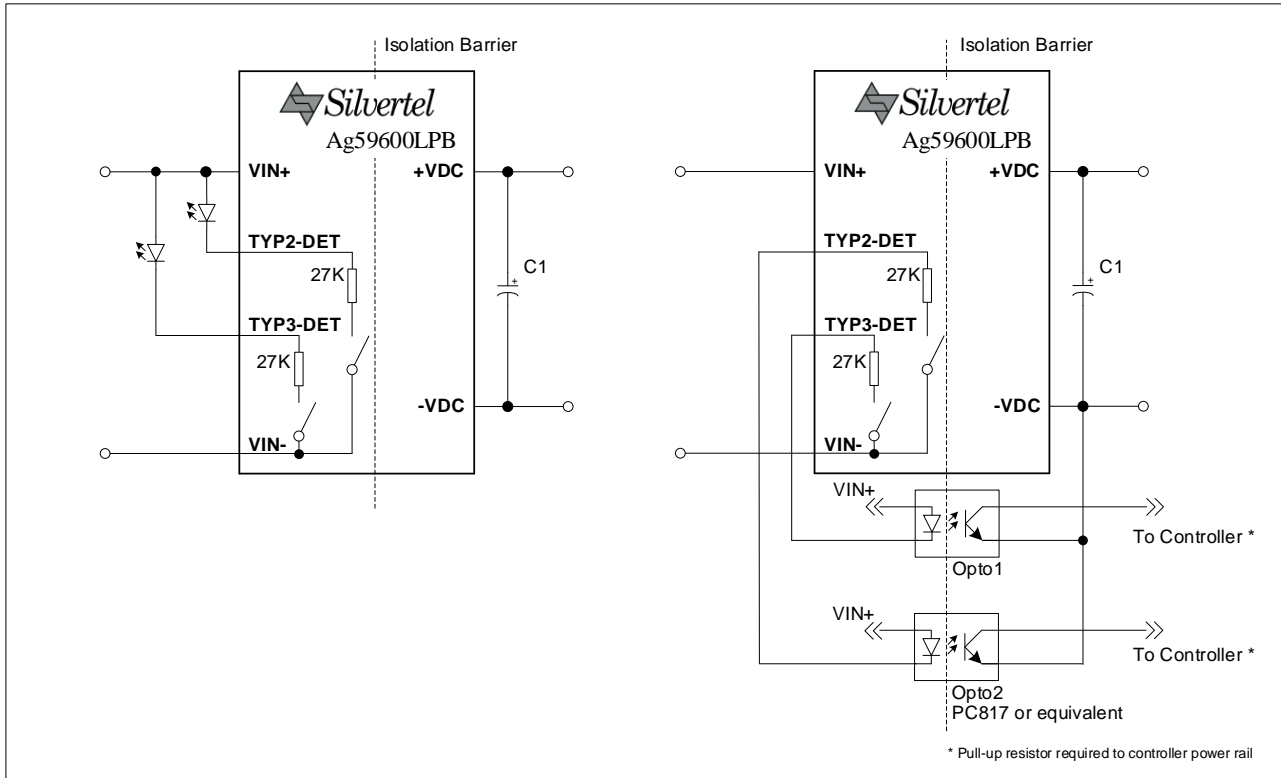 Isolation Barrier
Silvertel
Ag59600LPB
VIN+
+VDC
TYP2-DET
27K
C1
TYP3-DET
27K
-VDC
VIN-
Isolation Barrier
Silvertel
Ag59600LPB
VIN+
+VDC
TYP2-DET
27K
C1
TYP3-DET
27K
-VDC
VIN-
VIN+
To Controller *
Opto1
VIN+
To Controller *
Opto2
PC817 or equivalent
* Pull-up resistor required to controller power rail